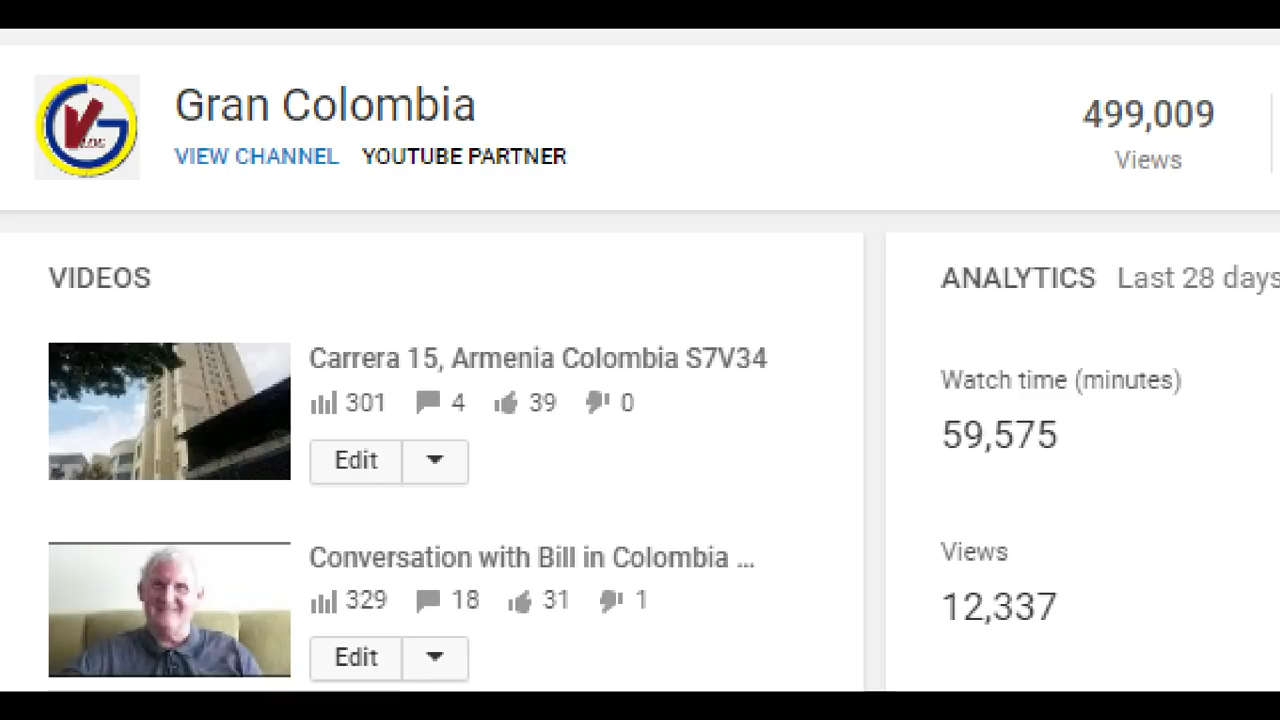 Gran Colombia
VIEW CHANNEL YOUTUBE PARTNER
499,009
Views
VIDEOS
Carrera 15, Armenia Colombia S7V34
301 4 39 0
Edit
Conversation with Bill in Colombia ...
329 18 31 1
Edit
ANALYTICS Last 28 days
Watch time (minutes)
59,575
Views
12,337